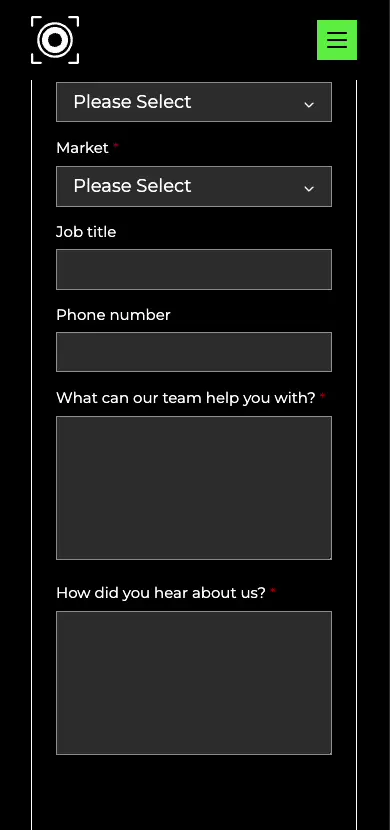 Please Select
Market *
Please Select
Job title
Phone number
What can our team help you with? *
How did you hear about us? *